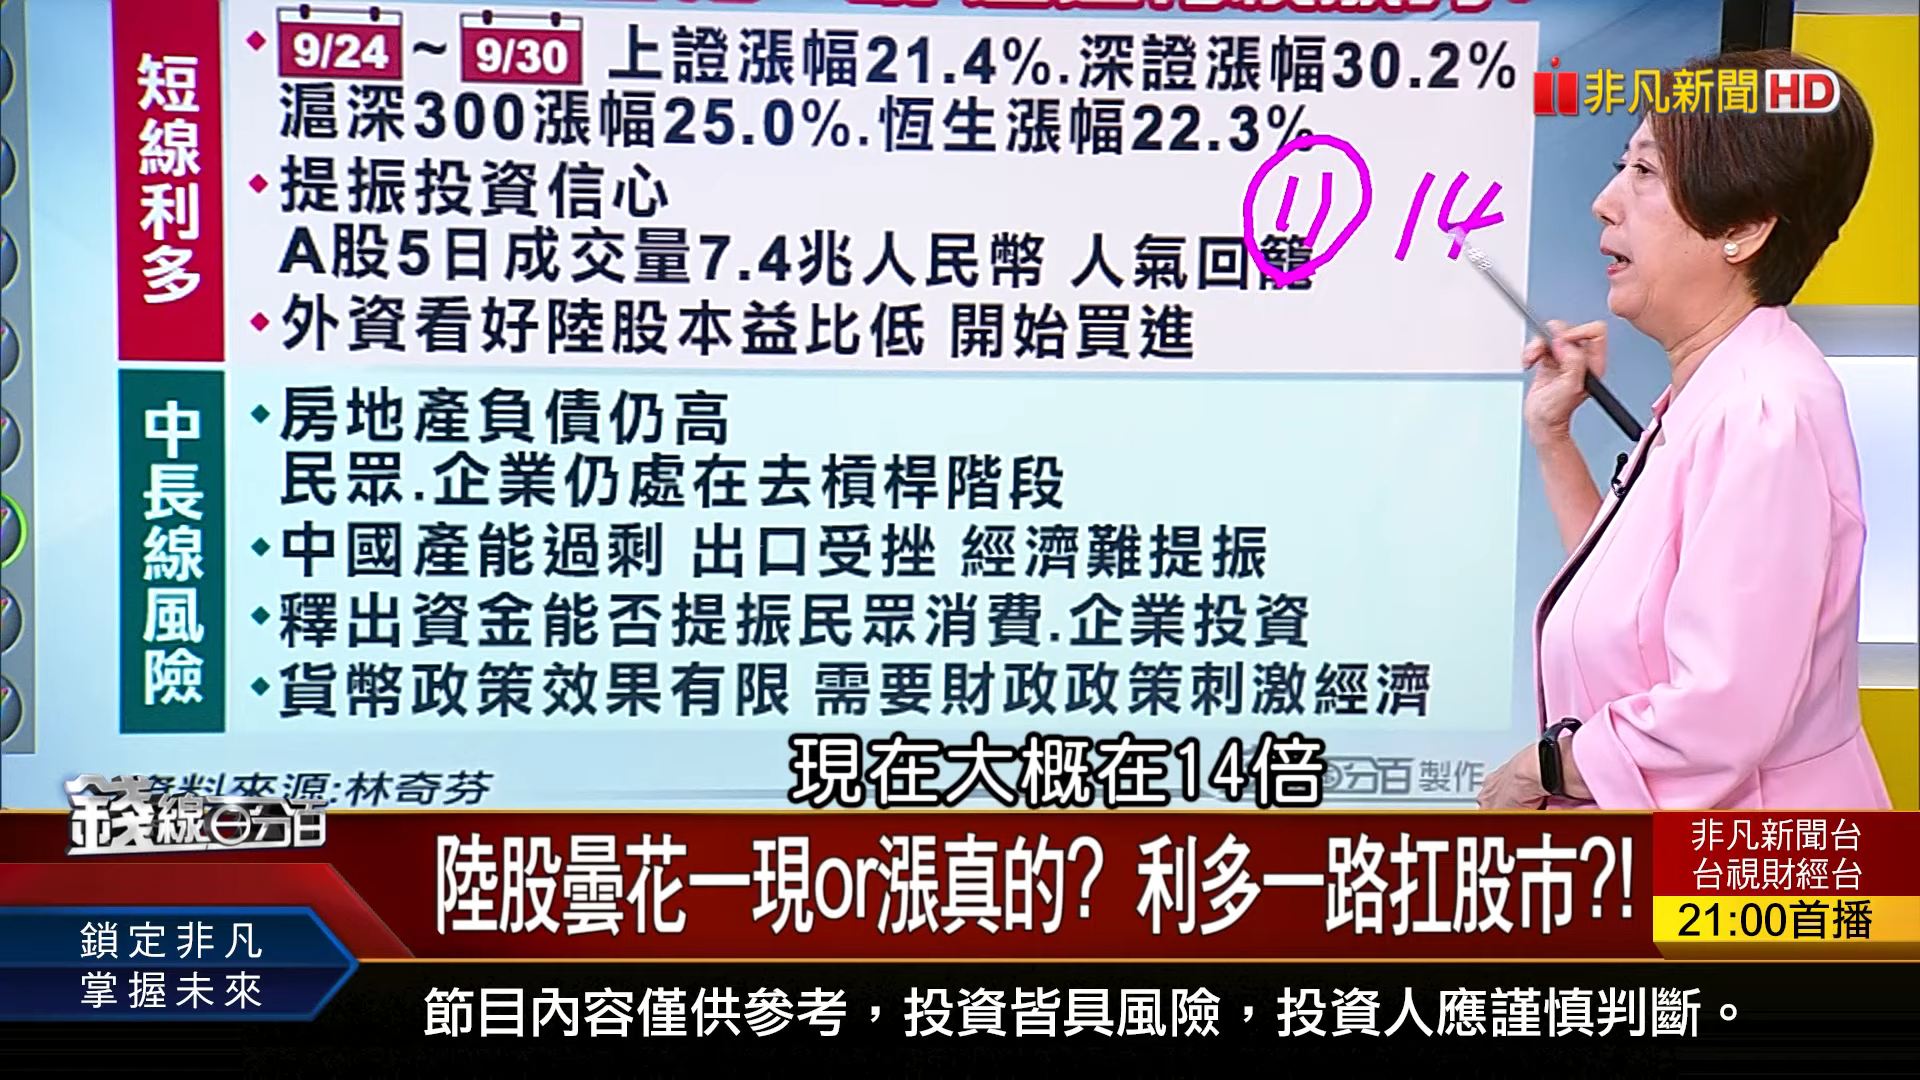 短線利多
9/24~9/30 上證漲幅21.4%.深證漲幅30.2%
滬深300漲幅25.0%.恆生漲幅22.3%
提振投資信心
A股5日成交量7.4兆人民幣 人氣回籠
外資看好陸股本益比低 開始買進
11 14
非凡新聞HD
中長線風險
房地產負債仍高
民眾.企業仍處在去槓桿階段
中國產能過剩 出口受挫 經濟難提振
釋出資金能否提振民眾消費.企業投資
貨幣政策效果有限 需要財政政策刺激經濟
資料來源:林奇芬
分百製作
現在大概在14倍
錢線百分百
陸股曇花一現or漲真的? 利多一路扛股市?!
非凡新聞台
台視財經台
21:00首播
鎖定非凡
掌握未來
節目內容僅供參考，投資皆具風險，投資人應謹慎判斷。